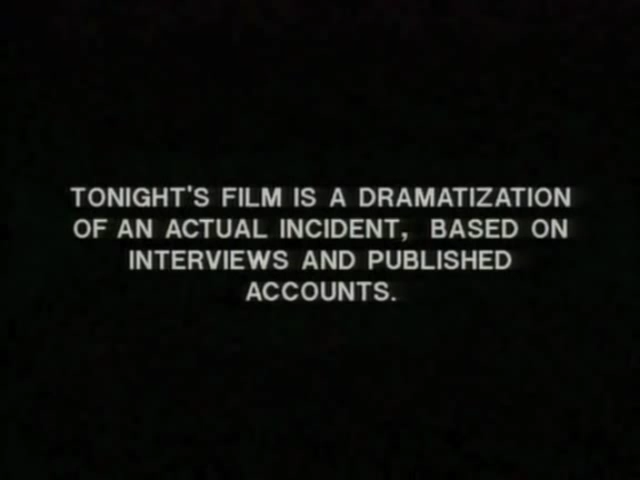 TONIGHT'S FILM IS A DRAMATIZATION
OF AN ACTUAL INCIDENT, BASED ON
INTERVIEWS AND PUBLISHED
ACCOUNTS.